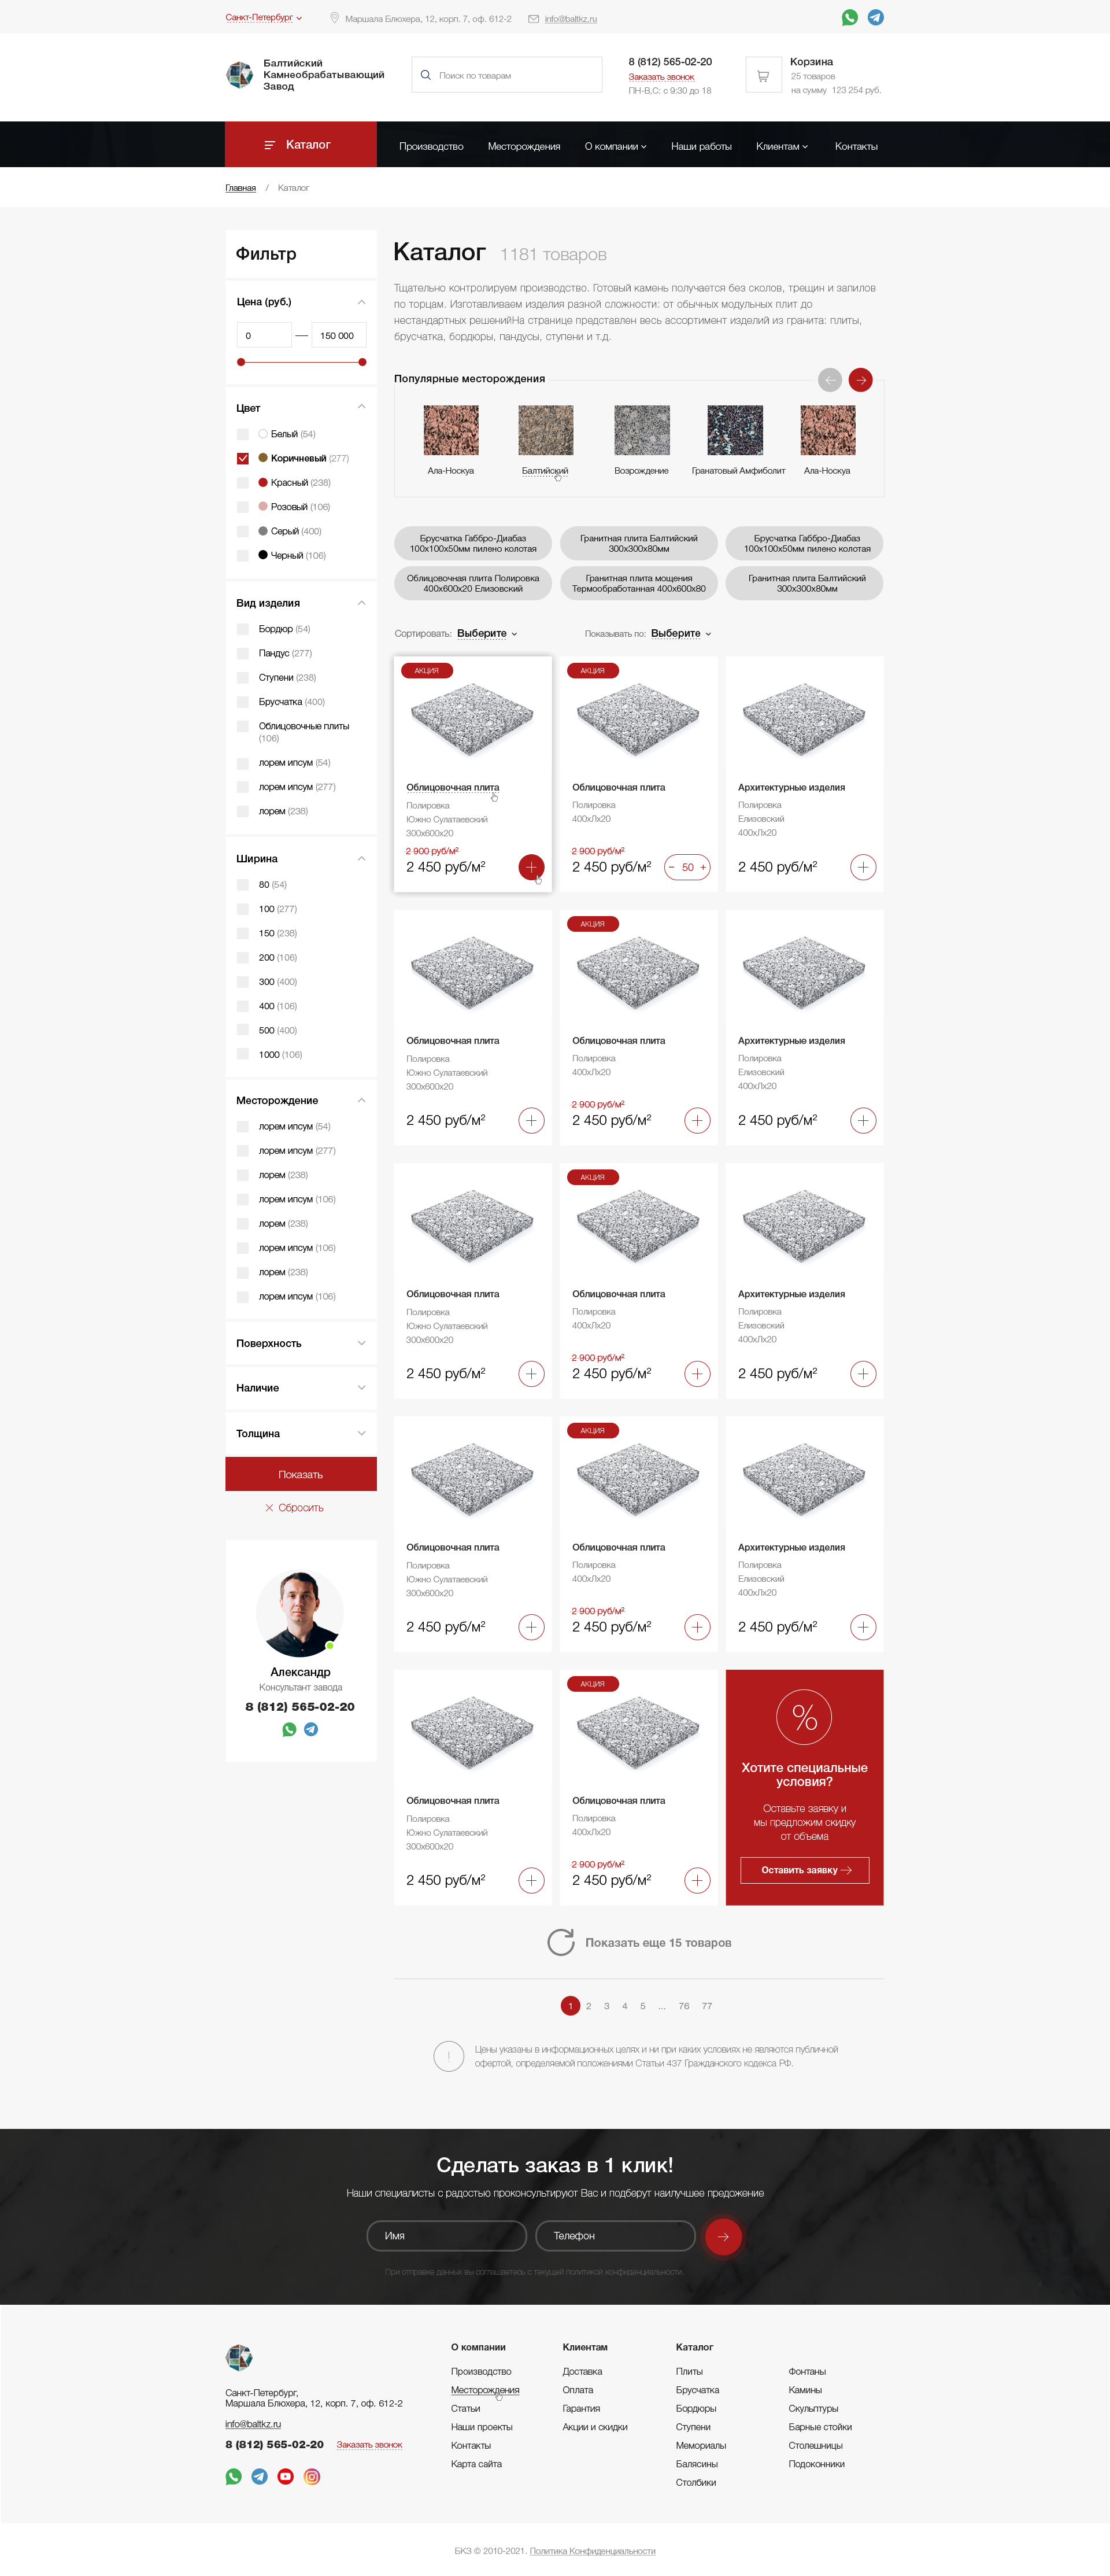 Санкт-Петербург
Маршала Блюхера, 12, корп. 7, оф. 612-2
info@baltkz.ru
Балтийский
Камнеобрабатывающий
Завод
Поиск по товарам
8 (812) 565-02-20
Заказать звонок
ПН-В,С: с 9:30 до 18
Корзина
25 товаров
на сумму 123 254 руб.
Каталог
Производство
Месторождения
О компании
Наши работы
Клиентам
Контакты
Главная / Каталог
Фильтр
Цена (руб.)
0 — 150 000
Цвет
Белый (54)
Коричневый (277)
Красный (238)
Розовый (106)
Серый (400)
Черный (106)
Вид изделия
Бордюр (54)
Пандус (277)
Ступени (238)
Брусчатка (400)
Облицовочные плиты
(106)
лорем ипсум (54)
лорем ипсум (277)
лорем (238)
Ширина
80 (54)
100 (277)
150 (238)
200 (106)
300 (400)
400 (106)
500 (400)
1000 (106)
Месторождение
лорем ипсум (54)
лорем ипсум (277)
лорем (238)
лорем ипсум (106)
лорем (238)
лорем ипсум (106)
лорем (238)
лорем ипсум (106)
Поверхность
Наличие
Толщина
Показать
Сбросить
Александр
Консультант завода
8 (812) 565-02-20
Каталог 1181 товаров
Тщательно контролируем производство. Готовый камень получается без сколов, трещин и запилов
по торцам. Изготавливаем изделия разной сложности: от обычных модульных плит до
нестандартных решенийНа странице представлен весь ассортимент изделий из гранита: плиты,
брусчатка, бордюры, пандусы, ступени и т.д.
Популярные месторождения
Ала-Носкуа
Балтийский
Возрождение
Гранатовый Амфиболит
Ала-Носкуа
Брусчатка Габбро-Диабаз
100х100х50мм пилено колотая
Гранитная плита Балтийский
300х300х80мм
Брусчатка Габбро-Диабаз
100х100х50мм пилено колотая
Облицовочная плита Полировка
400х600х20 Елизовский
Гранитная плита мощения
Термообработанная 400х600х80
Гранитная плита Балтийский
300х300х80мм
Сортировать: Выберите
Показывать по: Выберите
АКЦИЯ
Облицовочная плита
Полировка
Южно Сулатаевский
300х600х20
2 900 руб/м²
2 450 руб/м²
АКЦИЯ
Облицовочная плита
Полировка
400хЛх20
2 900 руб/м²
2 450 руб/м²
− 50 +
Архитектурные изделия
Полировка
Елизовский
400хЛх20
2 450 руб/м²
Облицовочная плита
Полировка
Южно Сулатаевский
300х600х20
2 450 руб/м²
АКЦИЯ
Облицовочная плита
Полировка
400хЛх20
2 900 руб/м²
2 450 руб/м²
Архитектурные изделия
Полировка
Елизовский
400хЛх20
2 450 руб/м²
Облицовочная плита
Полировка
Южно Сулатаевский
300х600х20
2 450 руб/м²
АКЦИЯ
Облицовочная плита
Полировка
400хЛх20
2 900 руб/м²
2 450 руб/м²
Архитектурные изделия
Полировка
Елизовский
400хЛх20
2 450 руб/м²
Облицовочная плита
Полировка
Южно Сулатаевский
300х600х20
2 450 руб/м²
АКЦИЯ
Облицовочная плита
Полировка
400хЛх20
2 900 руб/м²
2 450 руб/м²
Архитектурные изделия
Полировка
Елизовский
400хЛх20
2 450 руб/м²
Облицовочная плита
Полировка
Южно Сулатаевский
300х600х20
2 450 руб/м²
АКЦИЯ
Облицовочная плита
Полировка
400хЛх20
2 900 руб/м²
2 450 руб/м²
%
Хотите специальные
условия?
Оставьте заявку и
мы предложим скидку
от объема
Оставить заявку
Показать еще 15 товаров
1 2 3 4 5 ... 76 77
!
Цены указаны в информационных целях и ни при каких условиях не являются публичной
офертой, определяемой положениями Статьи 437 Гражданского кодекса РФ.
Сделать заказ в 1 клик!
Наши специалисты с радостью проконсультируют Вас и подберут наилучшее предожение
Имя
Телефон
При отправке данных вы соглашаетесь с текущей политикой конфиденциальности.
Санкт-Петербург,
Маршала Блюхера, 12, корп. 7, оф. 612-2
info@baltkz.ru
8 (812) 565-02-20
Заказать звонок
О компании
Производство
Месторождения
Статьи
Наши проекты
Контакты
Карта сайта
Клиентам
Доставка
Оплата
Гарантия
Акции и скидки
Каталог
Плиты
Брусчатка
Бордюры
Ступени
Мемориалы
Балясины
Столбики
Фонтаны
Камины
Скульптуры
Барные стойки
Столешницы
Подоконники
БКЗ © 2010-2021. Политика Конфиденциальности